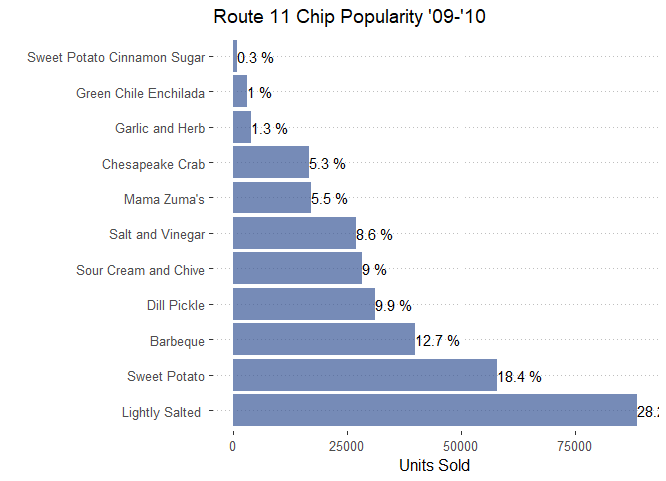 Route 11 Chip Popularity '09-'10
Sweet Potato Cinnamon Sugar 0.3 %
Green Chile Enchilada 1 %
Garlic and Herb 1.3 %
Chesapeake Crab 5.3 %
Mama Zuma's 5.5 %
Salt and Vinegar 8.6 %
Sour Cream and Chive 9 %
Dill Pickle 9.9 %
Barbeque 12.7 %
Sweet Potato 18.4 %
Lightly Salted 28.2
0 25000 50000 75000
Units Sold